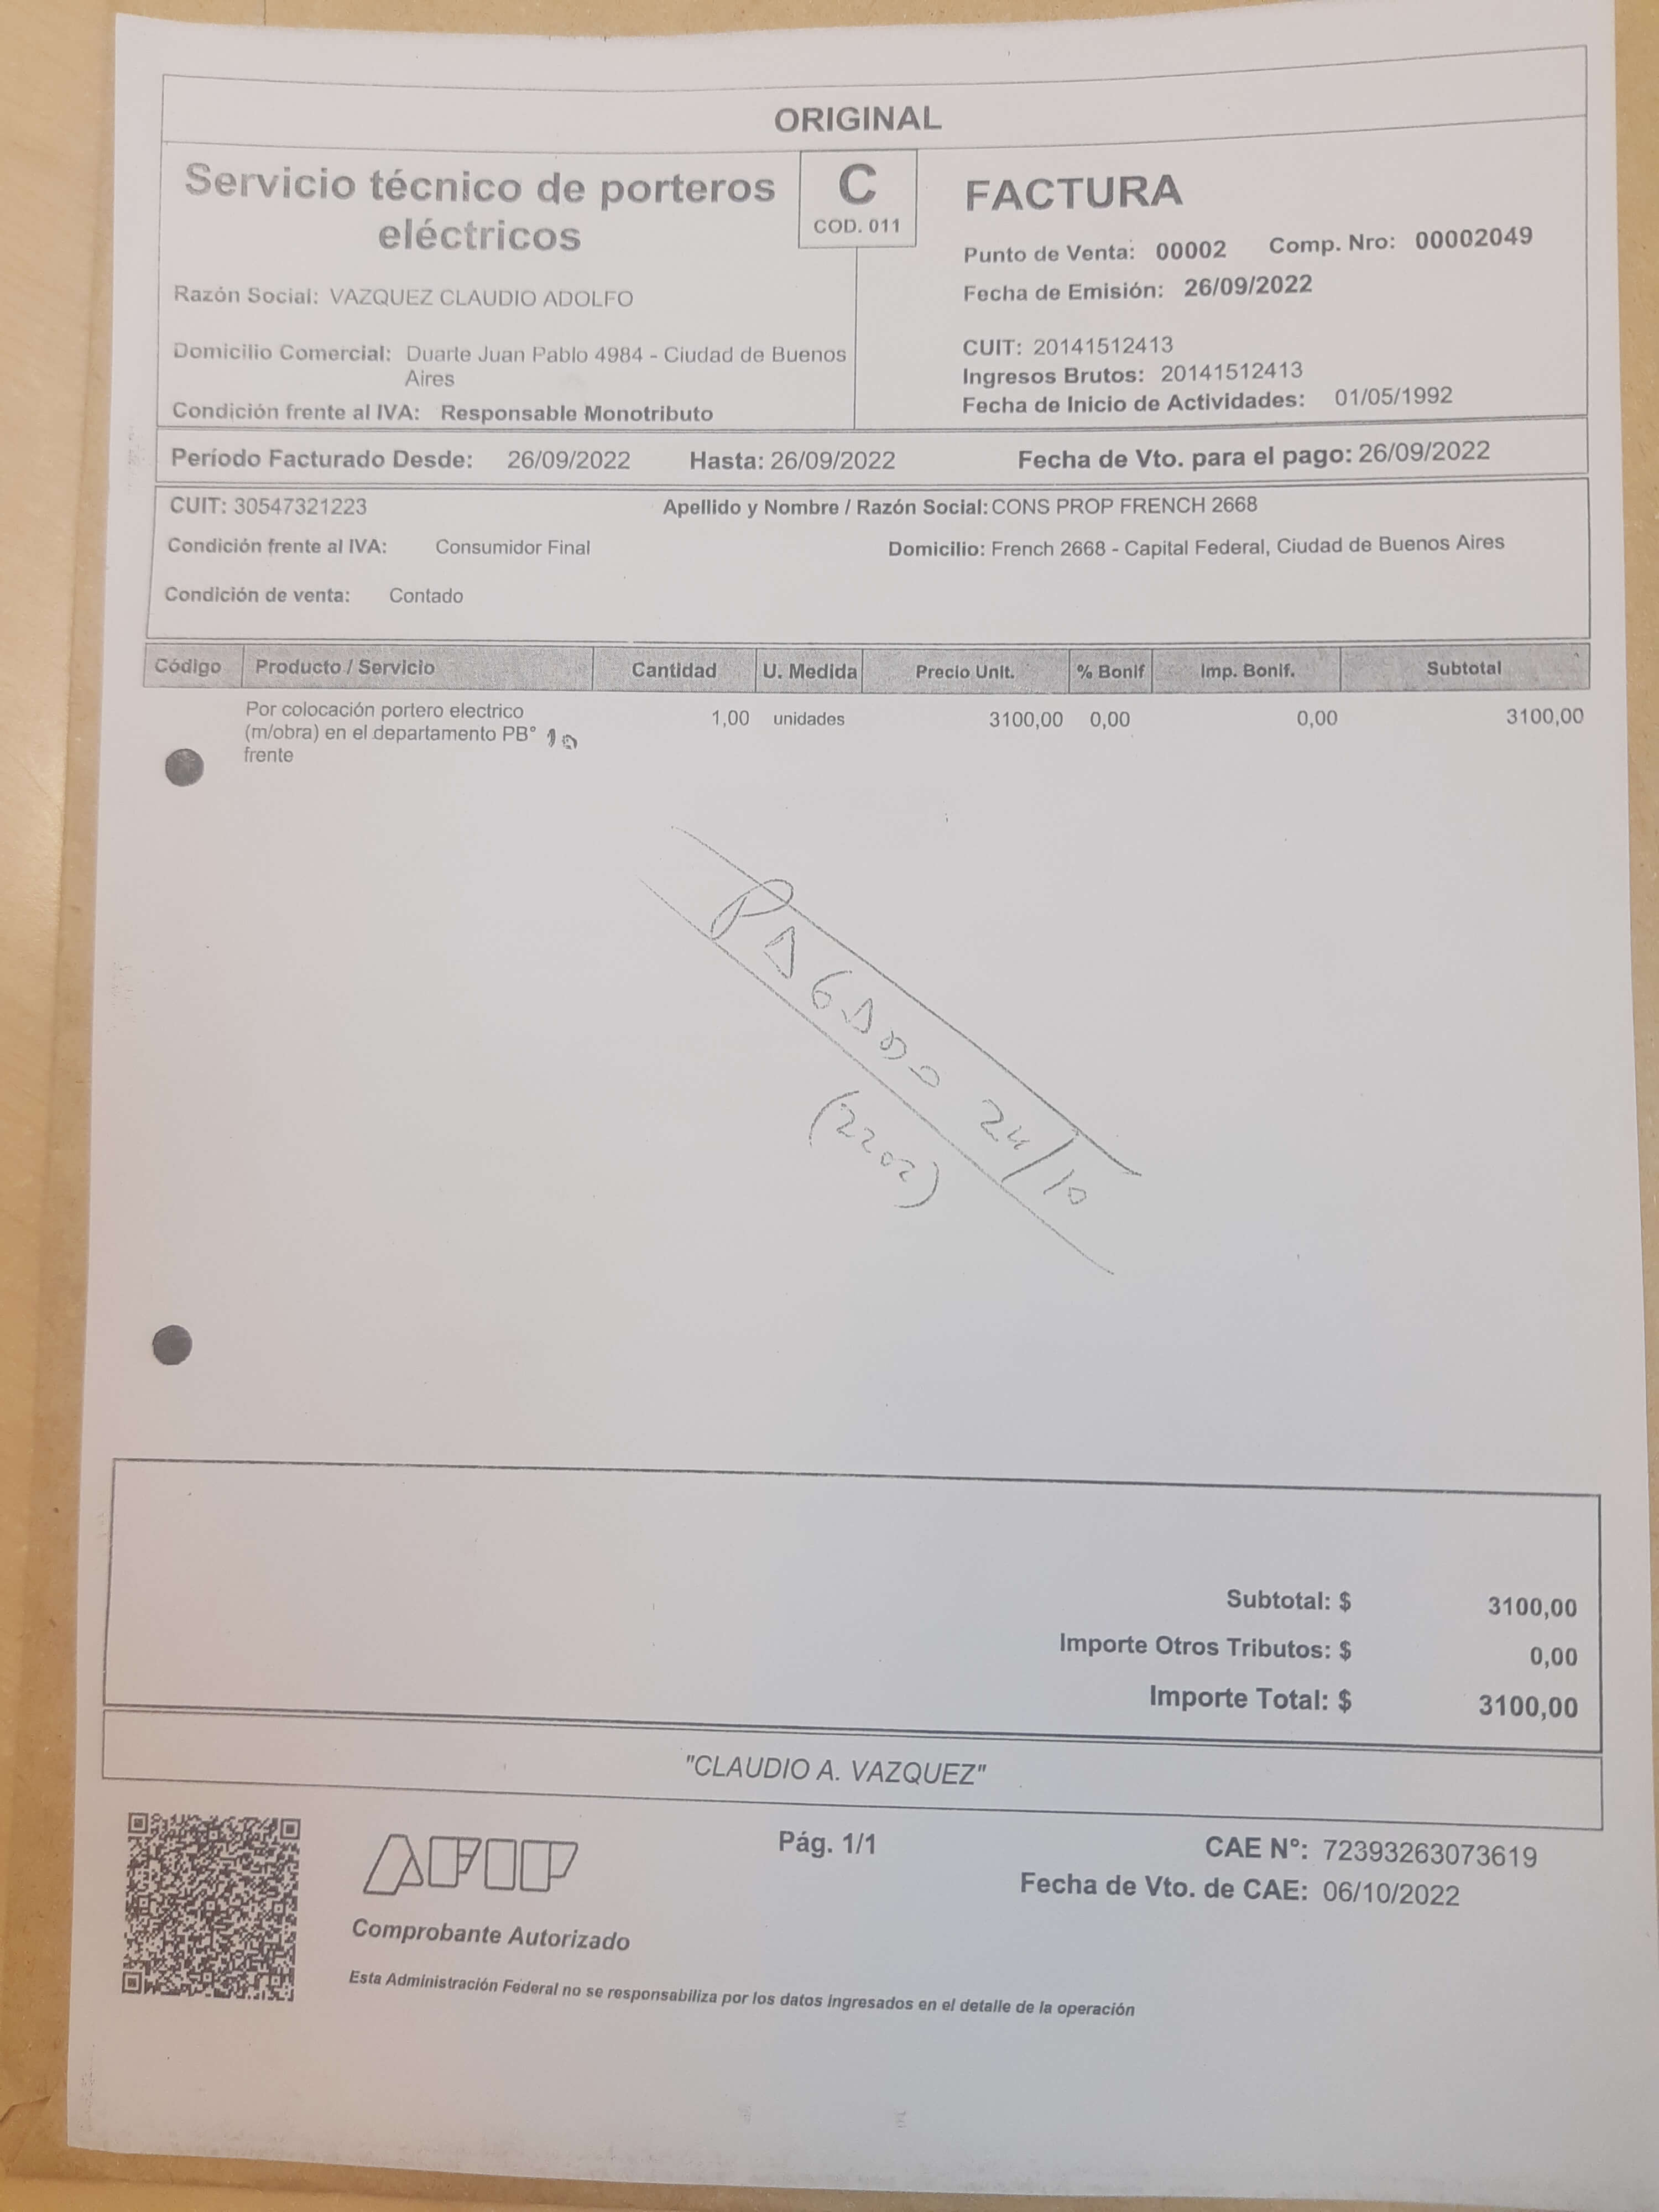 ORIGINAL
Servicio técnico de porteros
eléctricos
C
COD. 011
FACTURA
Punto de Venta: 00002 Comp. Nro: 00002049
Fecha de Emisión: 26/09/2022
Razón Social: VAZQUEZ CLAUDIO ADOLFO
Domicilio Comercial: Duarte Juan Pablo 4984 - Ciudad de Buenos
Aires
Condición frente al IVA: Responsable Monotributo
CUIT: 20141512413
Ingresos Brutos: 20141512413
Fecha de Inicio de Actividades: 01/05/1992
Período Facturado Desde: 26/09/2022 Hasta: 26/09/2022 Fecha de Vto. para el pago: 26/09/2022
CUIT: 30547321223 Apellido y Nombre / Razón Social: CONS PROP FRENCH 2668
Condición frente al IVA: Consumidor Final Domicilio: French 2668 - Capital Federal, Ciudad de Buenos Aires
Condición de venta: Contado
Código Producto / Servicio Cantidad U. Medida Precio Unit. % Bonif Imp. Bonif. Subtotal
Por colocación portero electrico 1,00 unidades 3100,00 0,00 0,00 3100,00
(m/obra) en el departamento PB°
frente
PAGADO 24/10
(2202)
Subtotal: $ 3100,00
Importe Otros Tributos: $ 0,00
Importe Total: $ 3100,00
"CLAUDIO A. VAZQUEZ"
AFIP
Pág. 1/1
CAE N°: 72393263073619
Fecha de Vto. de CAE: 06/10/2022
Comprobante Autorizado
Esta Administración Federal no se responsabiliza por los datos ingresados en el detalle de la operación